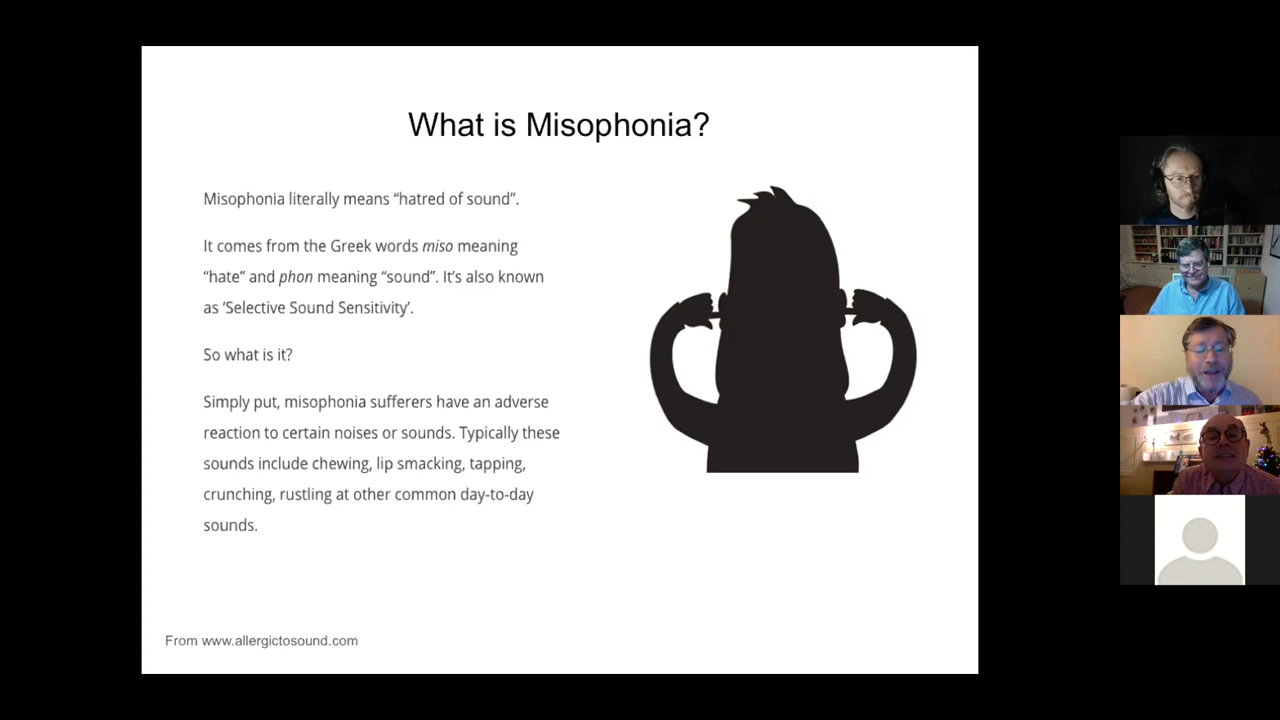 What is Misophonia?
Misophonia literally means “hatred of sound”.
It comes from the Greek words miso meaning
“hate” and phon meaning “sound”. It’s also known
as ‘Selective Sound Sensitivity’.
So what is it?
Simply put, misophonia sufferers have an adverse
reaction to certain noises or sounds. Typically these
sounds include chewing, lip smacking, tapping,
crunching, rustling at other common day-to-day
sounds.
From www.allergictosound.com